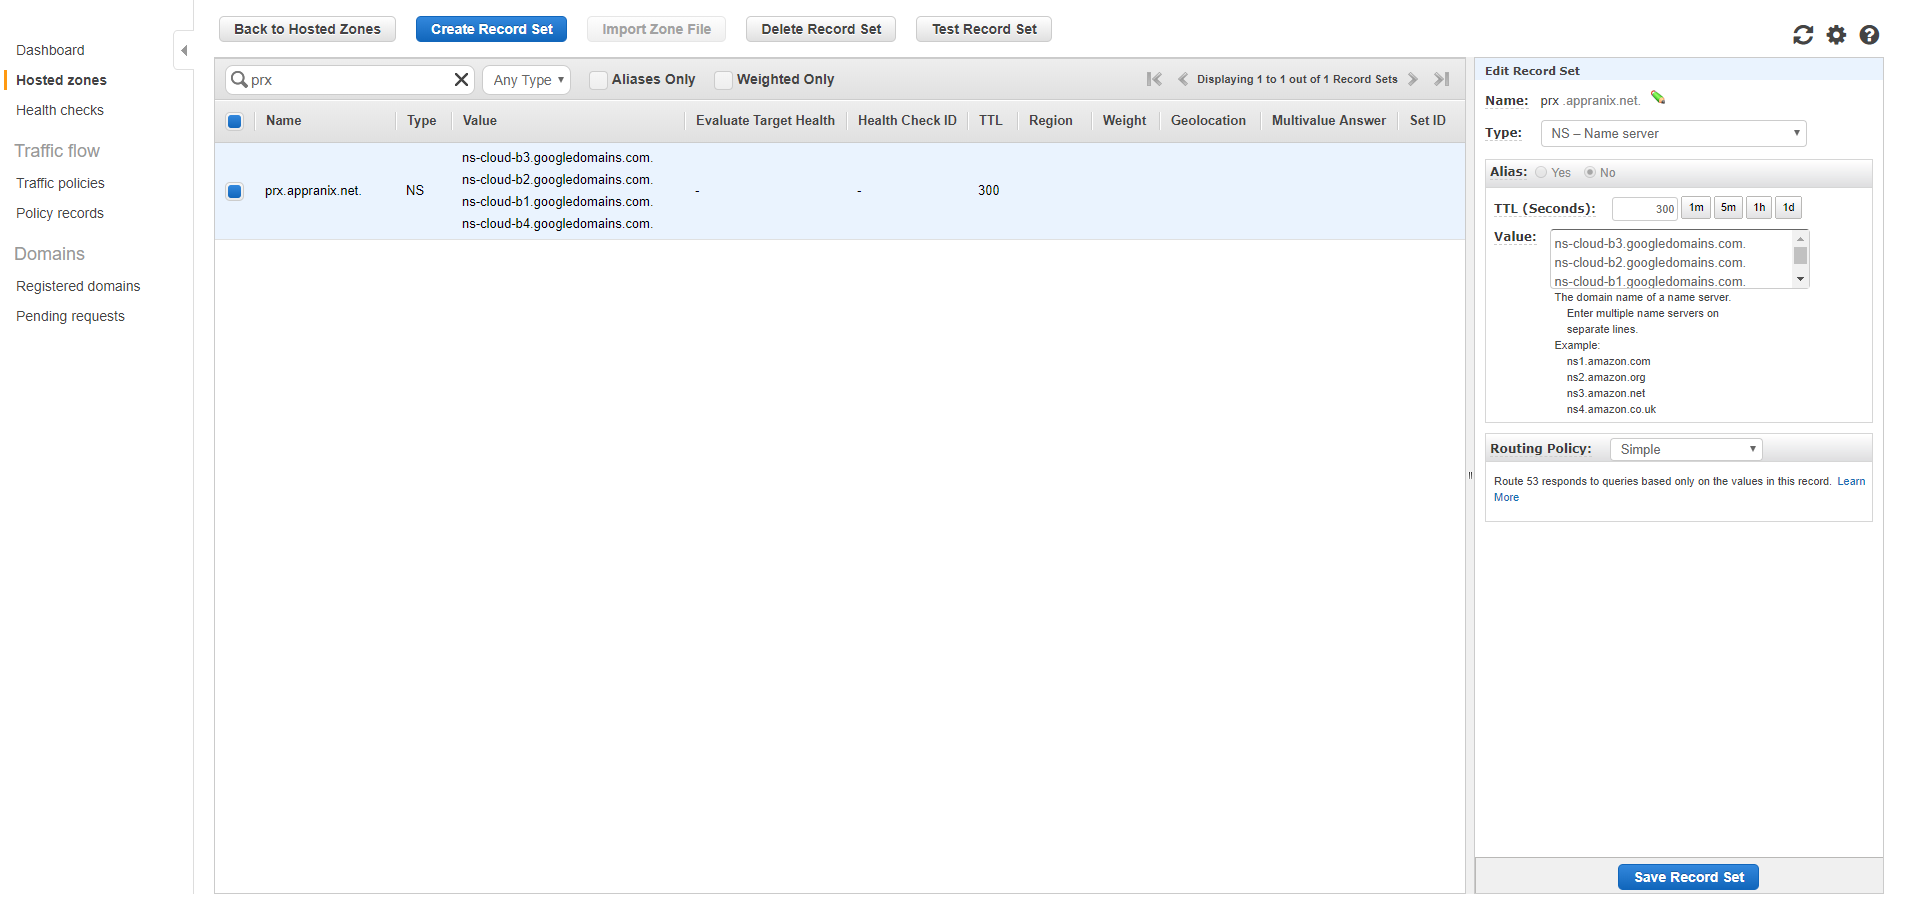 Dashboard
Hosted zones
Health checks
Traffic flow
Traffic policies
Policy records
Domains
Registered domains
Pending requests
Back to Hosted Zones
Create Record Set
Import Zone File
Delete Record Set
Test Record Set
prx
Any Type
Aliases Only
Weighted Only
Displaying 1 to 1 out of 1 Record Sets
Name Type Value Evaluate Target Health Health Check ID TTL Region Weight Geolocation Multivalue Answer Set ID
prx.appranix.net. NS
ns-cloud-b3.googledomains.com.
ns-cloud-b2.googledomains.com.
ns-cloud-b1.googledomains.com.
ns-cloud-b4.googledomains.com.
- - 300
Edit Record Set
Name: prx .appranix.net.
Type: NS – Name server
Alias: Yes No
TTL (Seconds): 300 1m 5m 1h 1d
Value: ns-cloud-b3.googledomains.com.
ns-cloud-b2.googledomains.com.
ns-cloud-b1.googledomains.com.
The domain name of a name server.
Enter multiple name servers on
separate lines.
Example:
ns1.amazon.com
ns2.amazon.org
ns3.amazon.net
ns4.amazon.co.uk
Routing Policy: Simple
Route 53 responds to queries based only on the values in this record. Learn
More
Save Record Set